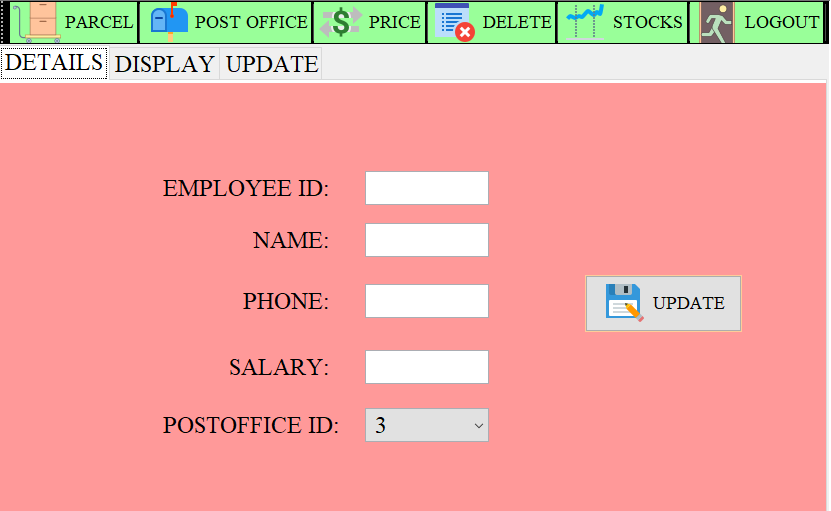 PARCEL POST OFFICE PRICE DELETE STOCKS LOGOUT
DETAILS DISPLAY UPDATE
EMPLOYEE ID:
NAME:
PHONE:
UPDATE
SALARY:
POSTOFFICE ID: 3